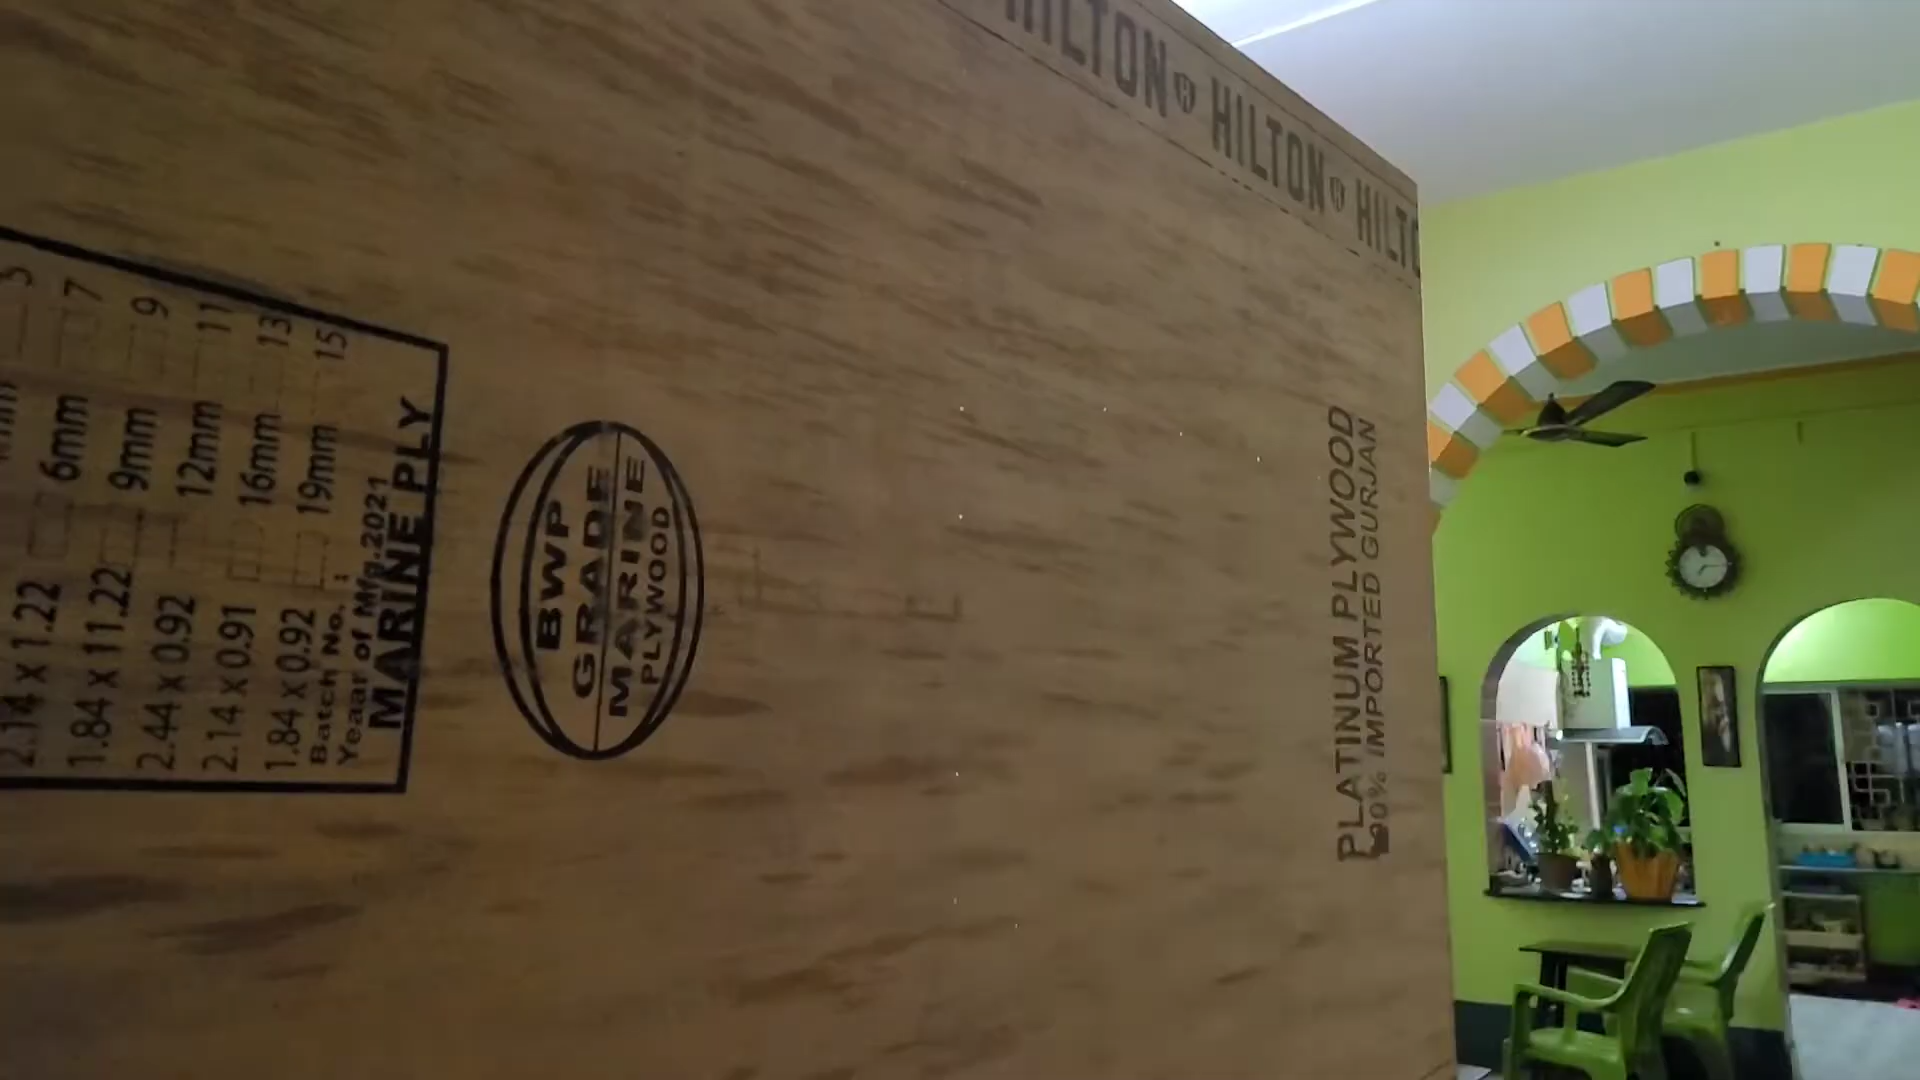 HILTON HILTON HILTO
5
7
6mm
1.84 x 11.22
9
9mm
2.44 x 0.92
11
12mm
2.14 x 0.91
13
16mm
1.84 x 0.92
15
19mm
2.14 x 1.22
Batch No. :
Yeaar of Mfg.2021
MARINE PLY
BWP
GRADE
MARINE
PLYWOOD
PLATINUM PLYWOOD
IMPORTED GURJAN